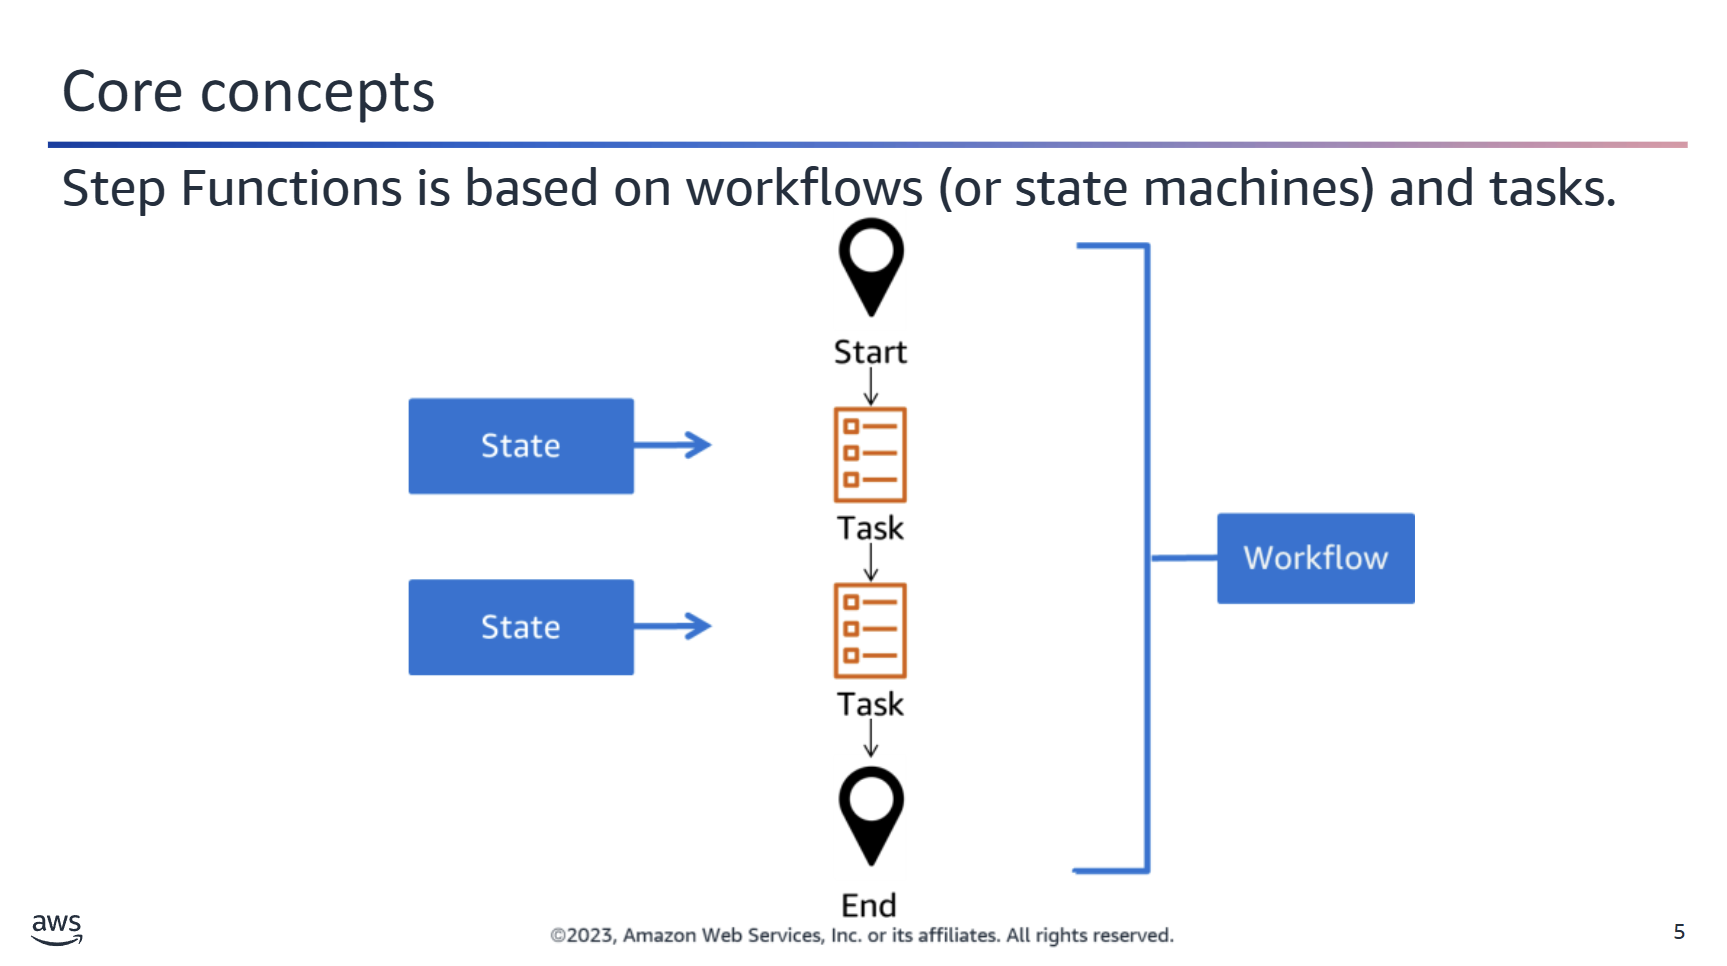 Core concepts
Step Functions is based on workflows (or state machines) and tasks.
Start
State
Task
Workflow
State
Task
End
aws
©2023, Amazon Web Services, Inc. or its affiliates. All rights reserved.
5